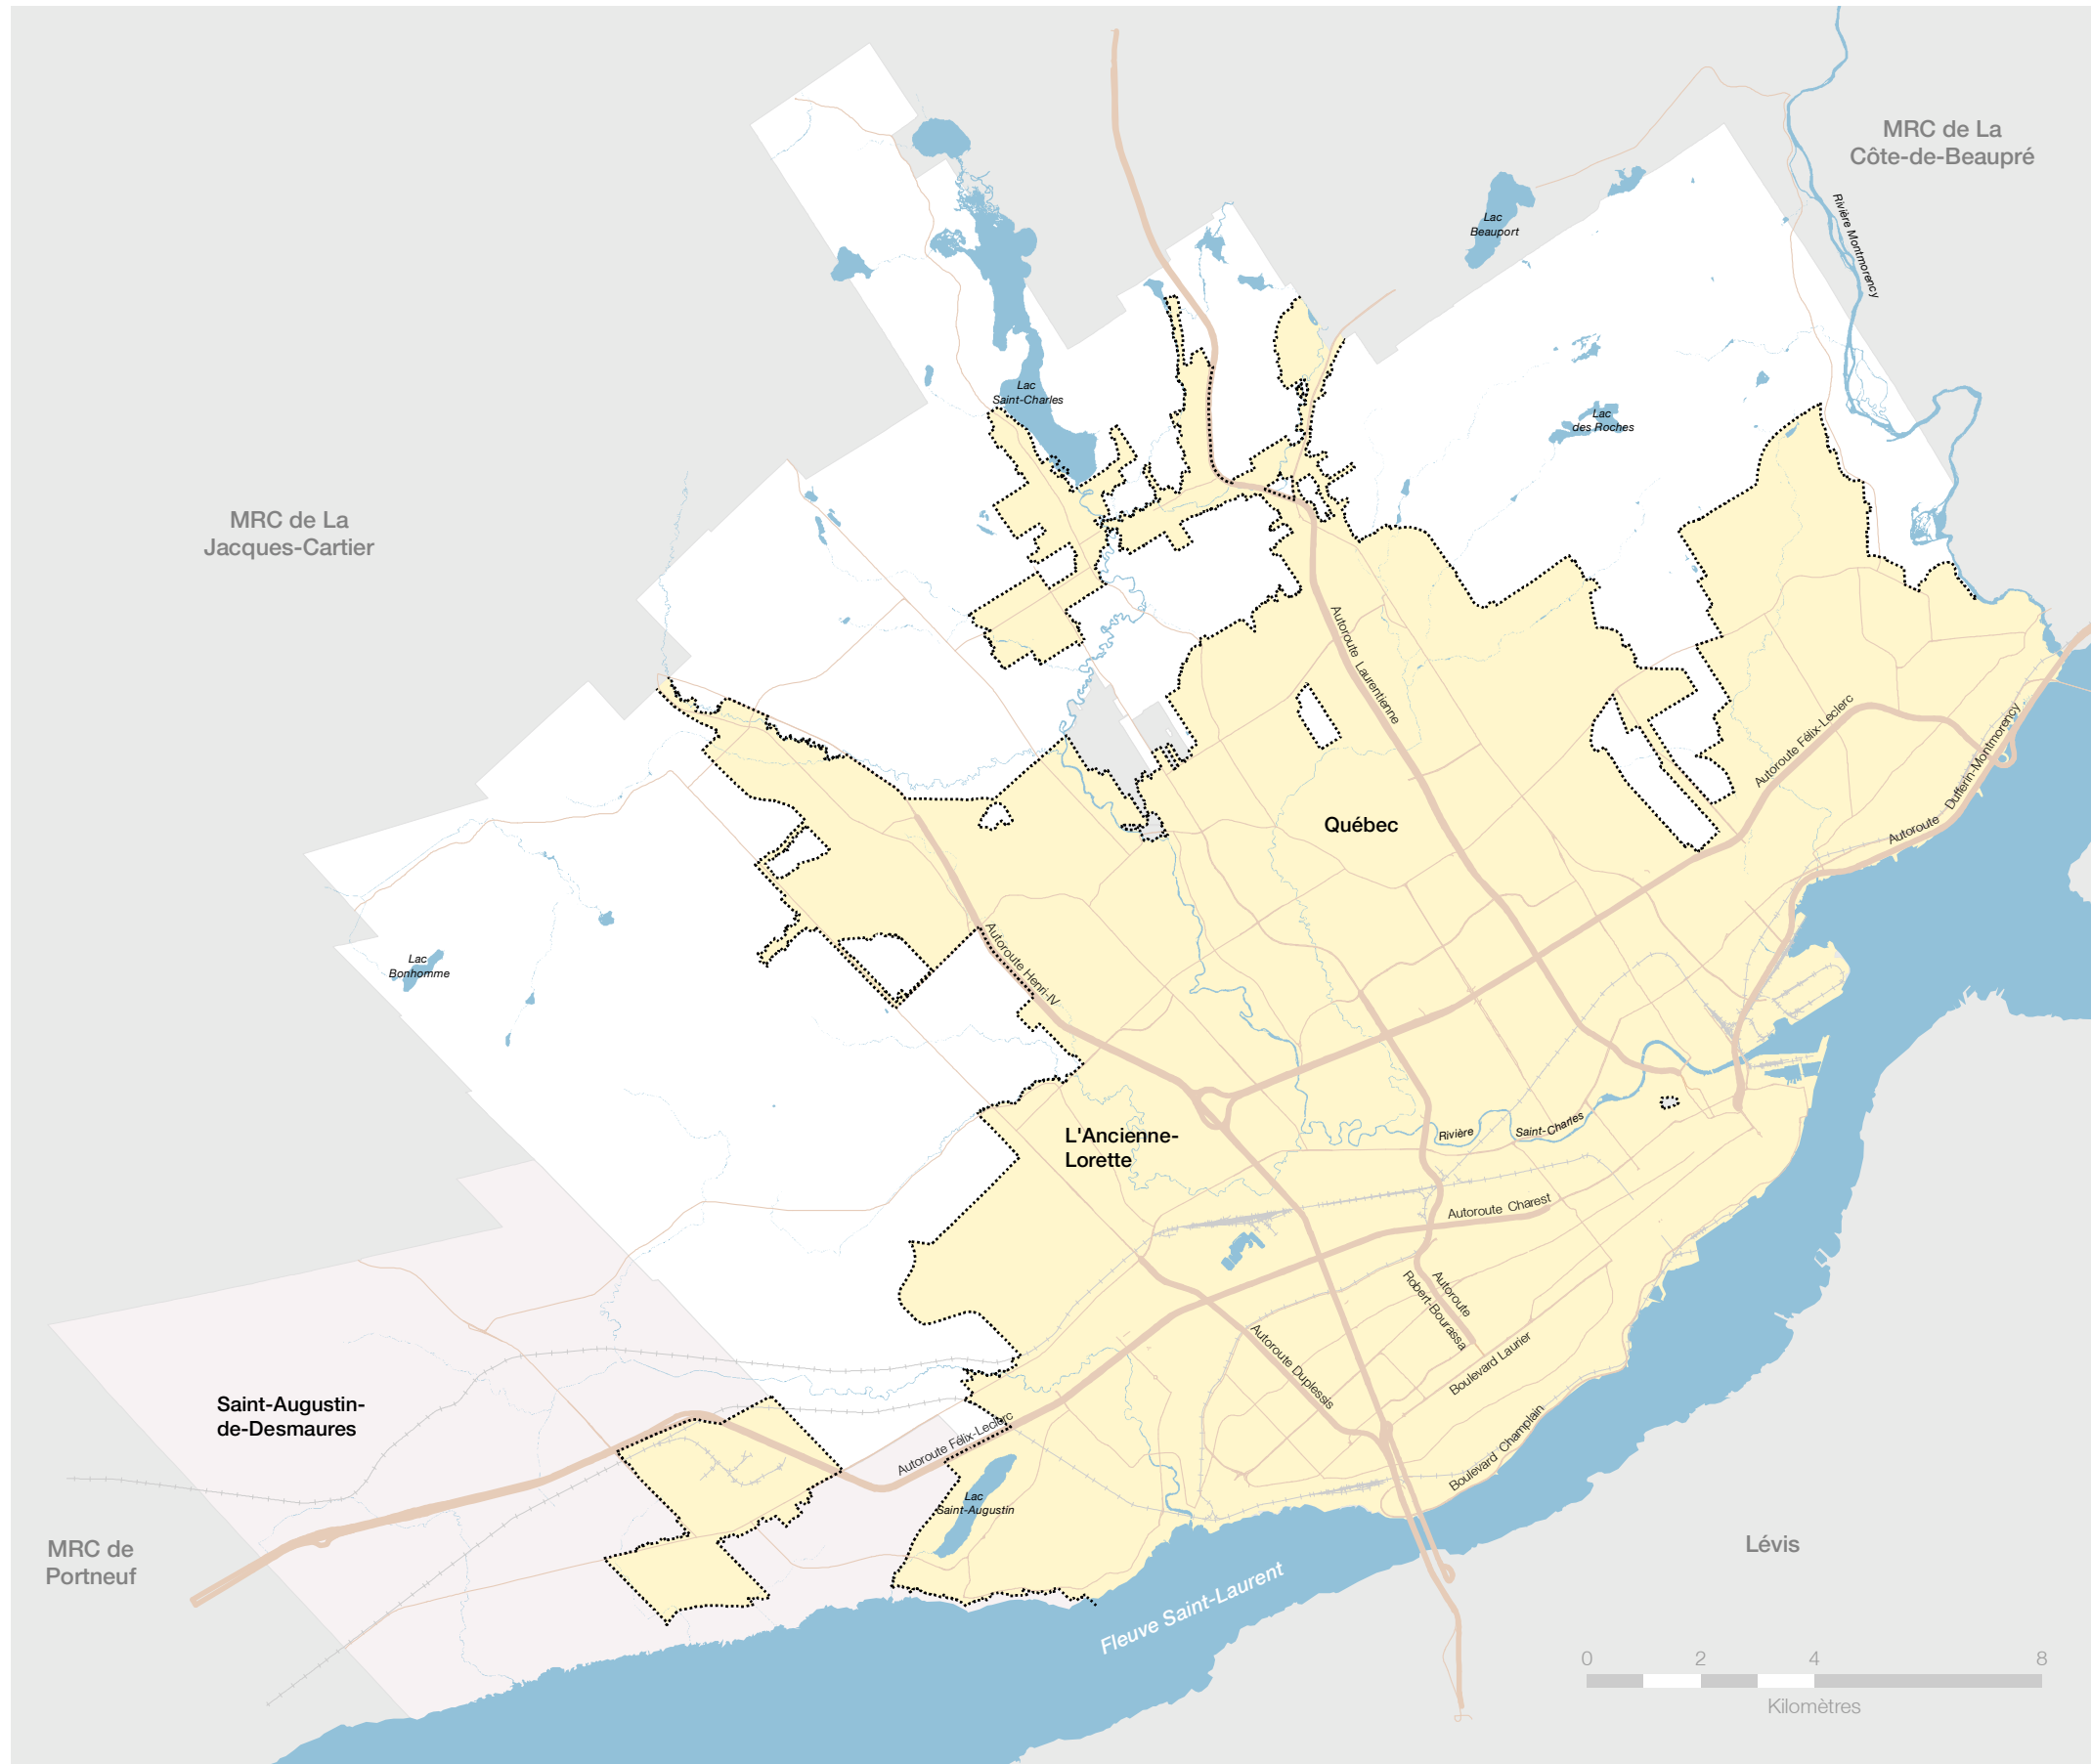 MRC de La
Côte-de-Beaupré
Rivière Montmorency
Lac
Beauport
Lac
Saint-Charles
Lac
des Roches
MRC de La
Jacques-Cartier
Autoroute Laurentienne
Autoroute Félix-Leclerc
Autoroute Dufferin-Montmorency
Québec
Lac
Bonhomme
Autoroute Henri-IV
L'Ancienne-
Lorette
Rivière Saint-Charles
Autoroute Charest
Autoroute
Robert-Bourassa
Autoroute Duplessis
Boulevard Laurier
Saint-Augustin-
de-Desmaures
Autoroute Félix-Leclerc
Boulevard Champlain
Lac
Saint-Augustin
MRC de
Portneuf
Lévis
Fleuve Saint-Laurent
0 2 4 8
Kilomètres